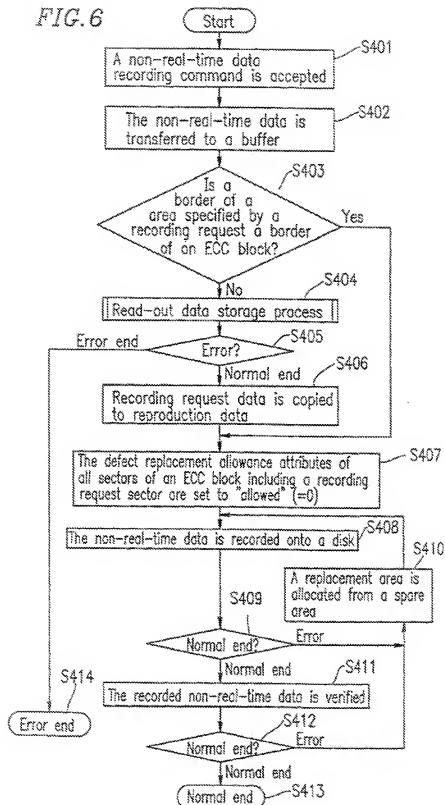 FIG.6
Start
S401
A non-real-time data
recording command is accepted
S402
The non-real-time data is
transferred to a buffer
S403
Is a
border of a
area specified by a
recording request a border
of an ECC block?
Yes
No
S404
Read-out data storage process
S405
Error end
Error?
S406
Normal end
Recording request data is copied
to reproduction data
S407
The defect replacement allowance attributes of
all sectors of an ECC block including a recording
request sector are set to "allowed" (=0)
S408
The non-real-time data is recorded onto a disk
S410
A replacement area is
allocated from a spare
area
S409
Normal end?
Error
Normal end
S411
The recorded non-real-time data is verified
S414
Error end
S412
Normal end?
Error
Normal end
S413
Normal end